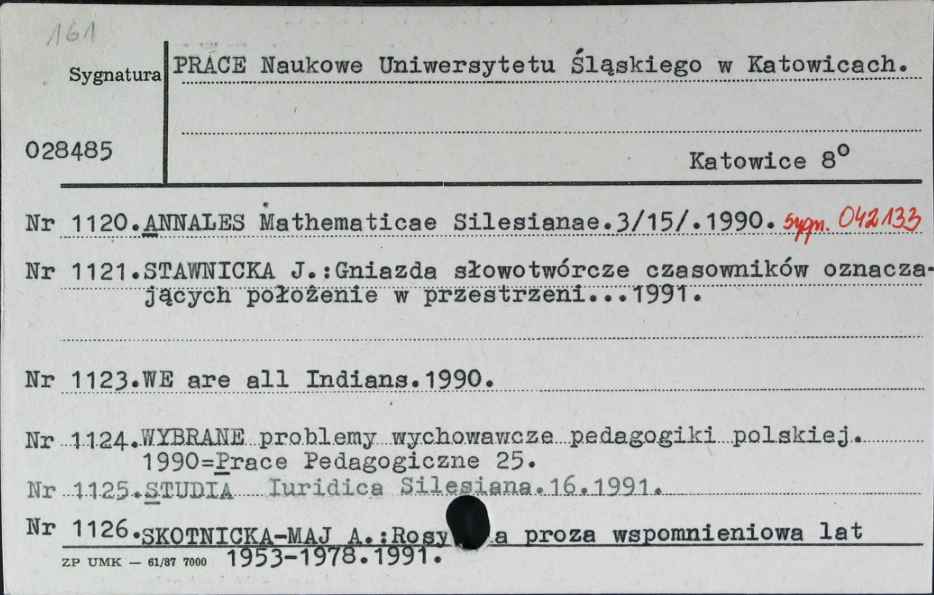 161
Sygnatura PRACE Naukowe Uniwersytetu Śląskiego w Katowicach.
028485
Katowice 8°
Nr 1120.ANNALES Mathematicae Silesianae.3/15/.1990. sygn. 042133
Nr 1121.STAWNICKA J.:Gniazda słowotwórcze czasowników oznacza-
jących położenie w przestrzeni...1991.
Nr 1123.WE are all Indians.1990.
Nr 1124.WYBRANE problemy wychowawcze pedagogiki polskiej.
1990=Prace Pedagogiczne 25.
Nr 1125.STUDIA Iuridica Silesiana.16.1991.
Nr 1126.SKOTNICKA-MAJ A.:Rosy a proza wspomnieniowa lat
1953-1978.1991.
ZP UMK — 61/87 7000